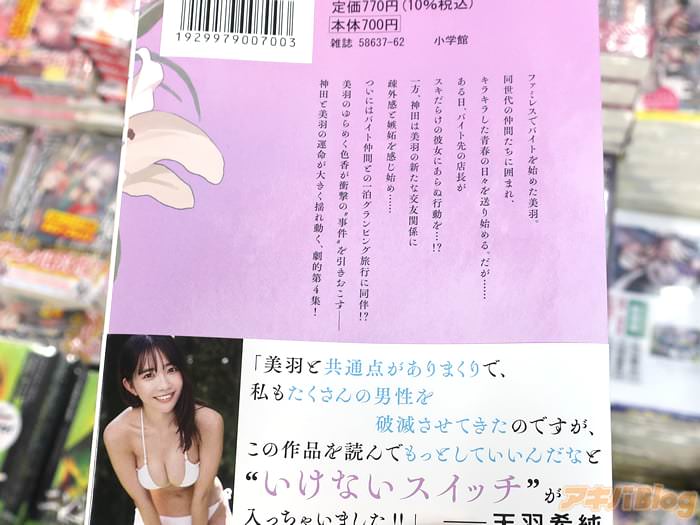 定価770円(10%税込)
本体700円
1929979007003
雑誌 58637-62 小学館
ファミレスでバイトを始めた美羽。
同世代の仲間たちに囲まれ、
キラキラした青春の日々を送り始める。だが……
ある日、バイト先の店長が
スキだらけの彼女にあらぬ行動を…!?
一方、神田は美羽の新たな交友関係に
疎外感と嫉妬を感じ始め……
ついにはバイト仲間との一泊グランピング旅行に同伴!?
美羽のゆらめく色香が衝撃の〝事件〟を引きおこす――
神田と美羽の運命が大きく揺れ動く、劇的第4集!
「美羽と共通点がありまくりで、
私もたくさんの男性を
破滅させてきたのですが、
この作品を読んでもっとしていいんだなと
“いけないスイッチ”が
入っちゃいました!!」――天羽希純
アキバBlog